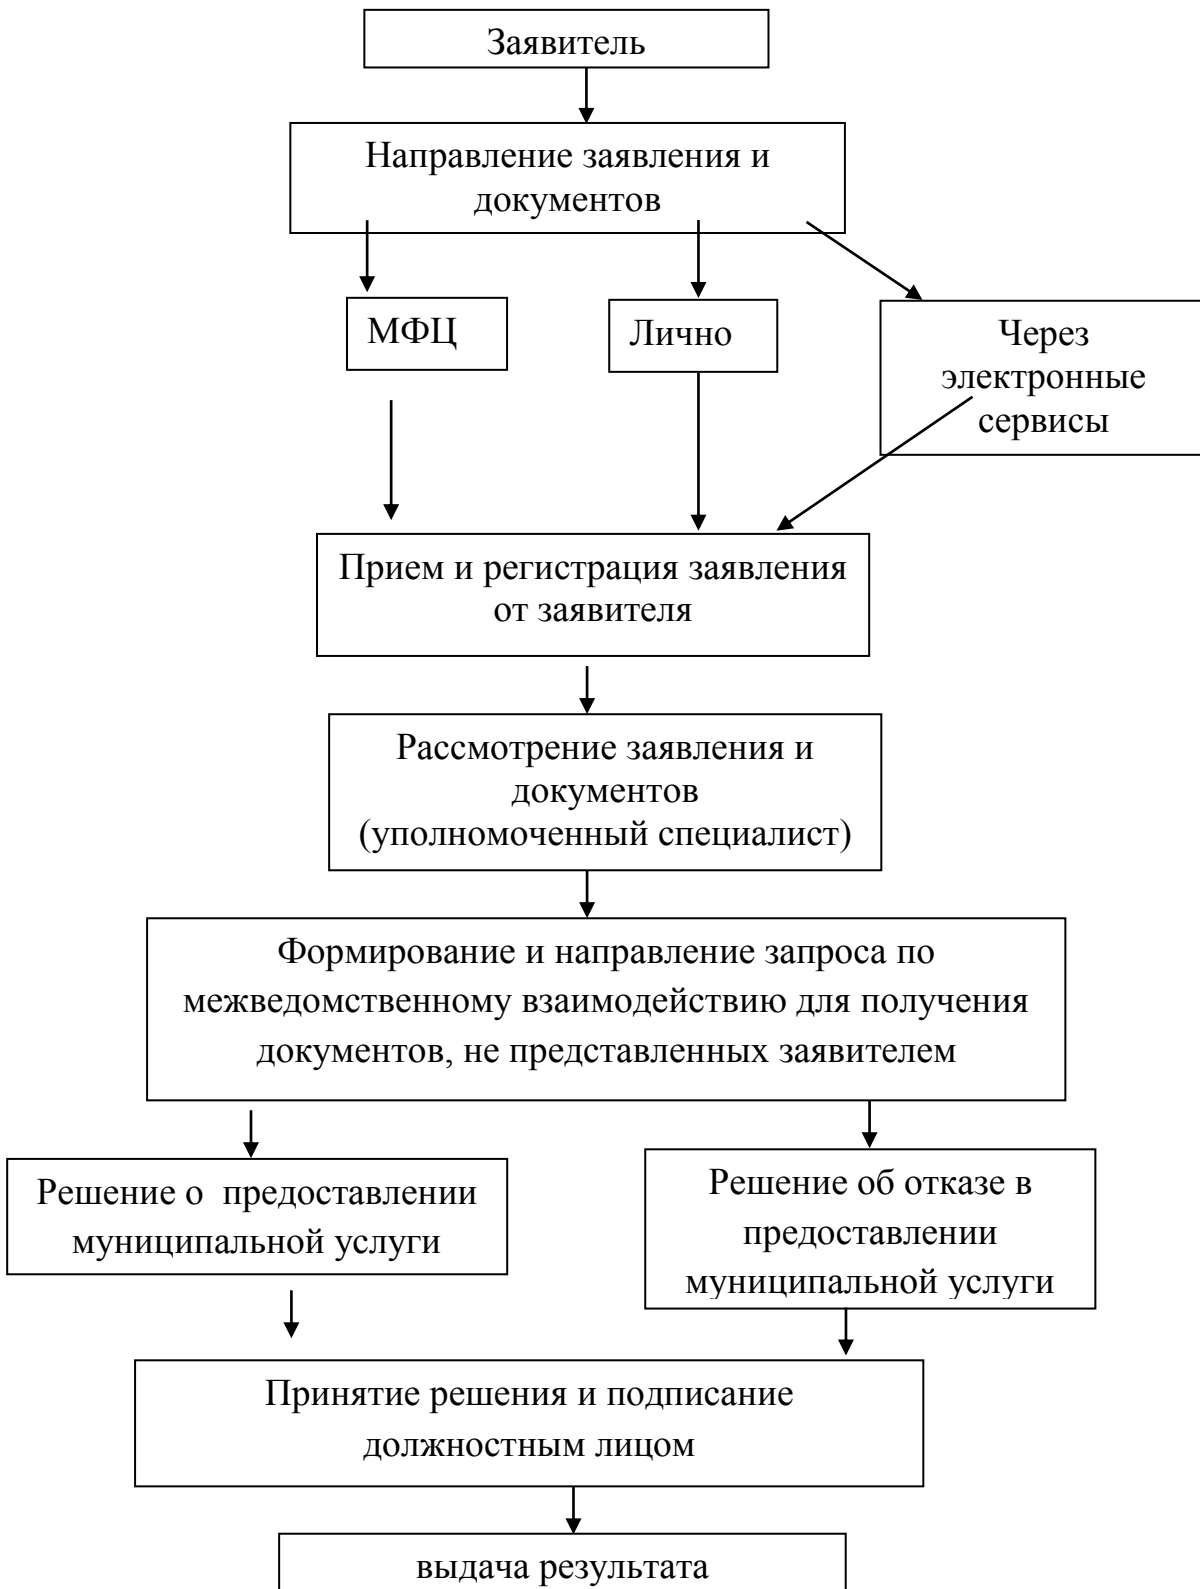 Заявитель
Направление заявления и
документов
МФЦ
Лично
Через
электронные
сервисы
Прием и регистрация заявления
от заявителя
Рассмотрение заявления и
документов
(уполномоченный специалист)
Формирование и направление запроса по
межведомственному взаимодействию для получения
документов, не представленных заявителем
Решение о предоставлении
муниципальной услуги
Решение об отказе в
предоставлении
муниципальной услуги
Принятие решения и подписание
должностным лицом
выдача результата